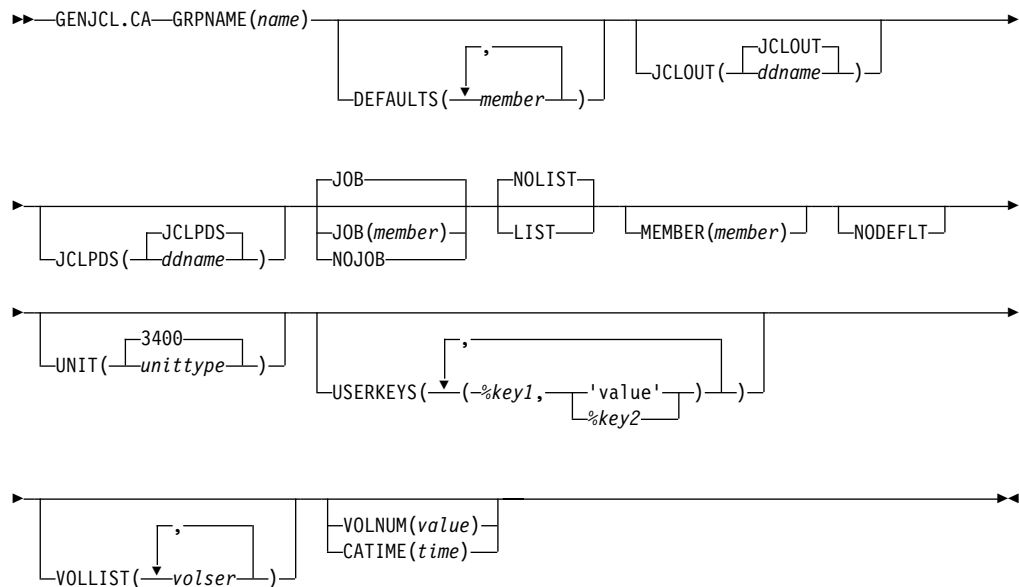 GENJCL.CA GRPNAME(name)
,
DEFAULTS( member )
JCLOUT
JCLOUT( ddname )
JCLPDS
JCLPDS( ddname )
JOB
JOB(member)
NOJOB
NOLIST
LIST
MEMBER(member)
NODEFLT
3400
UNIT( unittype )
,
USERKEYS( (%key1, 'value' ) )
%key2
,
VOLLIST( volser )
VOLNUM(value)
CATIME(time)